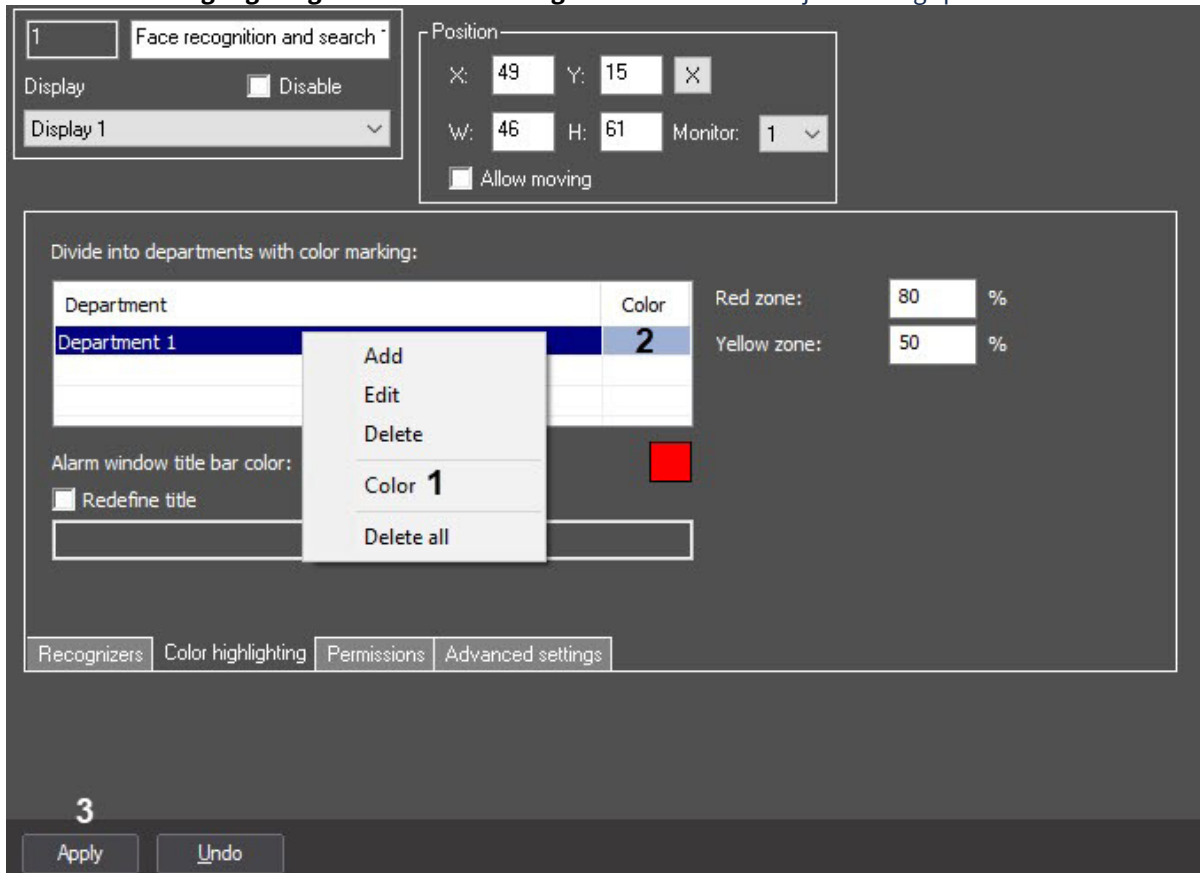 1 Face recognition and search
Display Disable
Display 1
Position
X: 49 Y: 15 X
W: 46 H: 61 Monitor: 1
Allow moving
Divide into departments with color marking:
Department Color
Department 1 2
Red zone: 80 %
Yellow zone: 50 %
Add
Edit
Delete
Color 1
Delete all
Alarm window title bar color:
Redefine title
Recognizers Color highlighting Permissions Advanced settings
3
Apply Undo